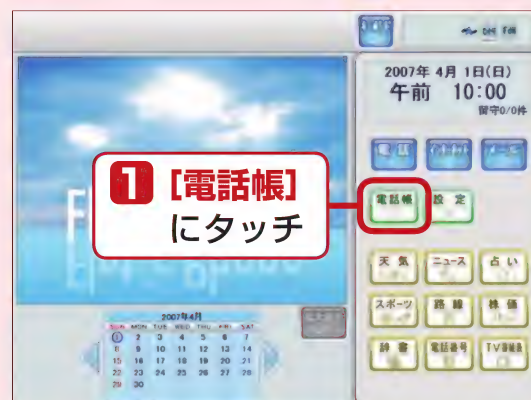 2007年 4月 1日(日)
午前 10:00
留守0/0件
電話
メール
1 [電話帳]
にタッチ
電話帳 設定
天気 ニュース 占い
スポーツ 路線 株価
辞書 電話番号 TV番組表
2007年4月
SUN MON TUE WED THU FRI SAT
1 2 3 4 5 6 7
8 9 10 11 12 13 14
15 16 17 18 19 20 21
22 23 24 25 26 27 28
29 30